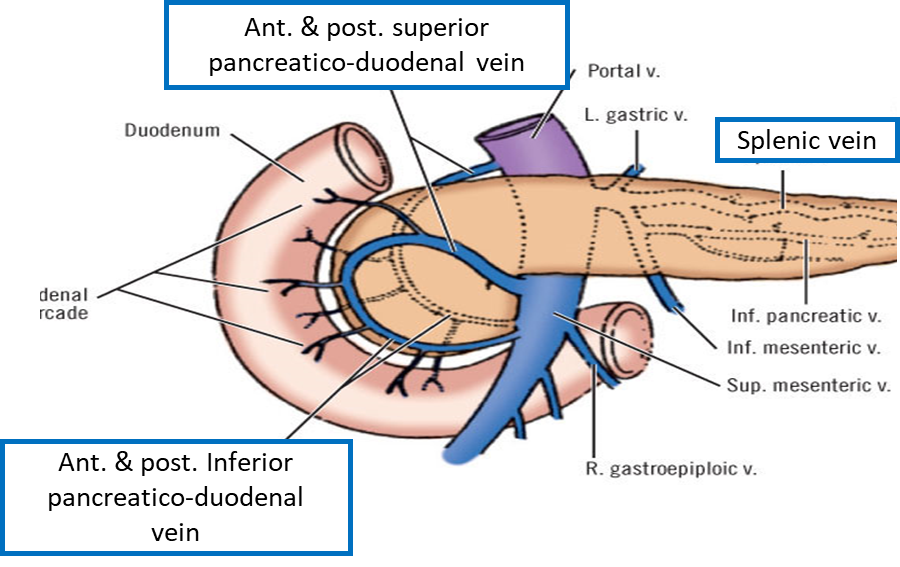 Ant. & post. superior
pancreatico-duodenal vein
Portal v.
L. gastric v.
Duodenum
Splenic vein
denal
rcade
Inf. pancreatic v.
Inf. mesenteric v.
Sup. mesenteric v.
Ant. & post. Inferior
pancreatico-duodenal
vein
R. gastroepiploic v.